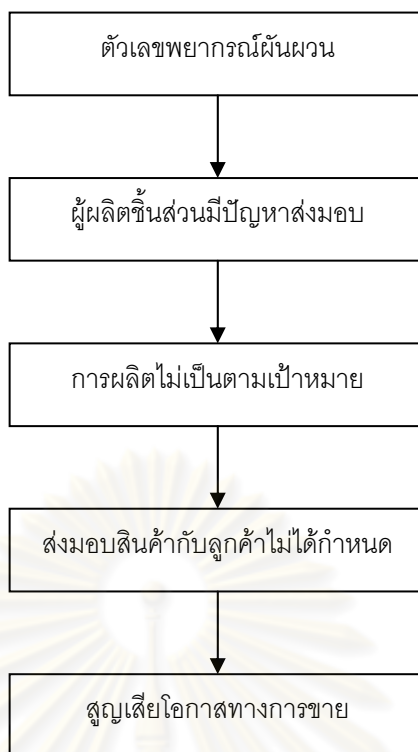 ตัวเลขพยากรณ์ผันผวน
ผู้ผลิตชิ้นส่วนมีปัญหาส่งมอบ
การผลิตไม่เป็นตามเป้าหมาย
ส่งมอบสินค้ากับลูกค้าไม่ได้กำหนด
สูญเสียโอกาสทางการขาย